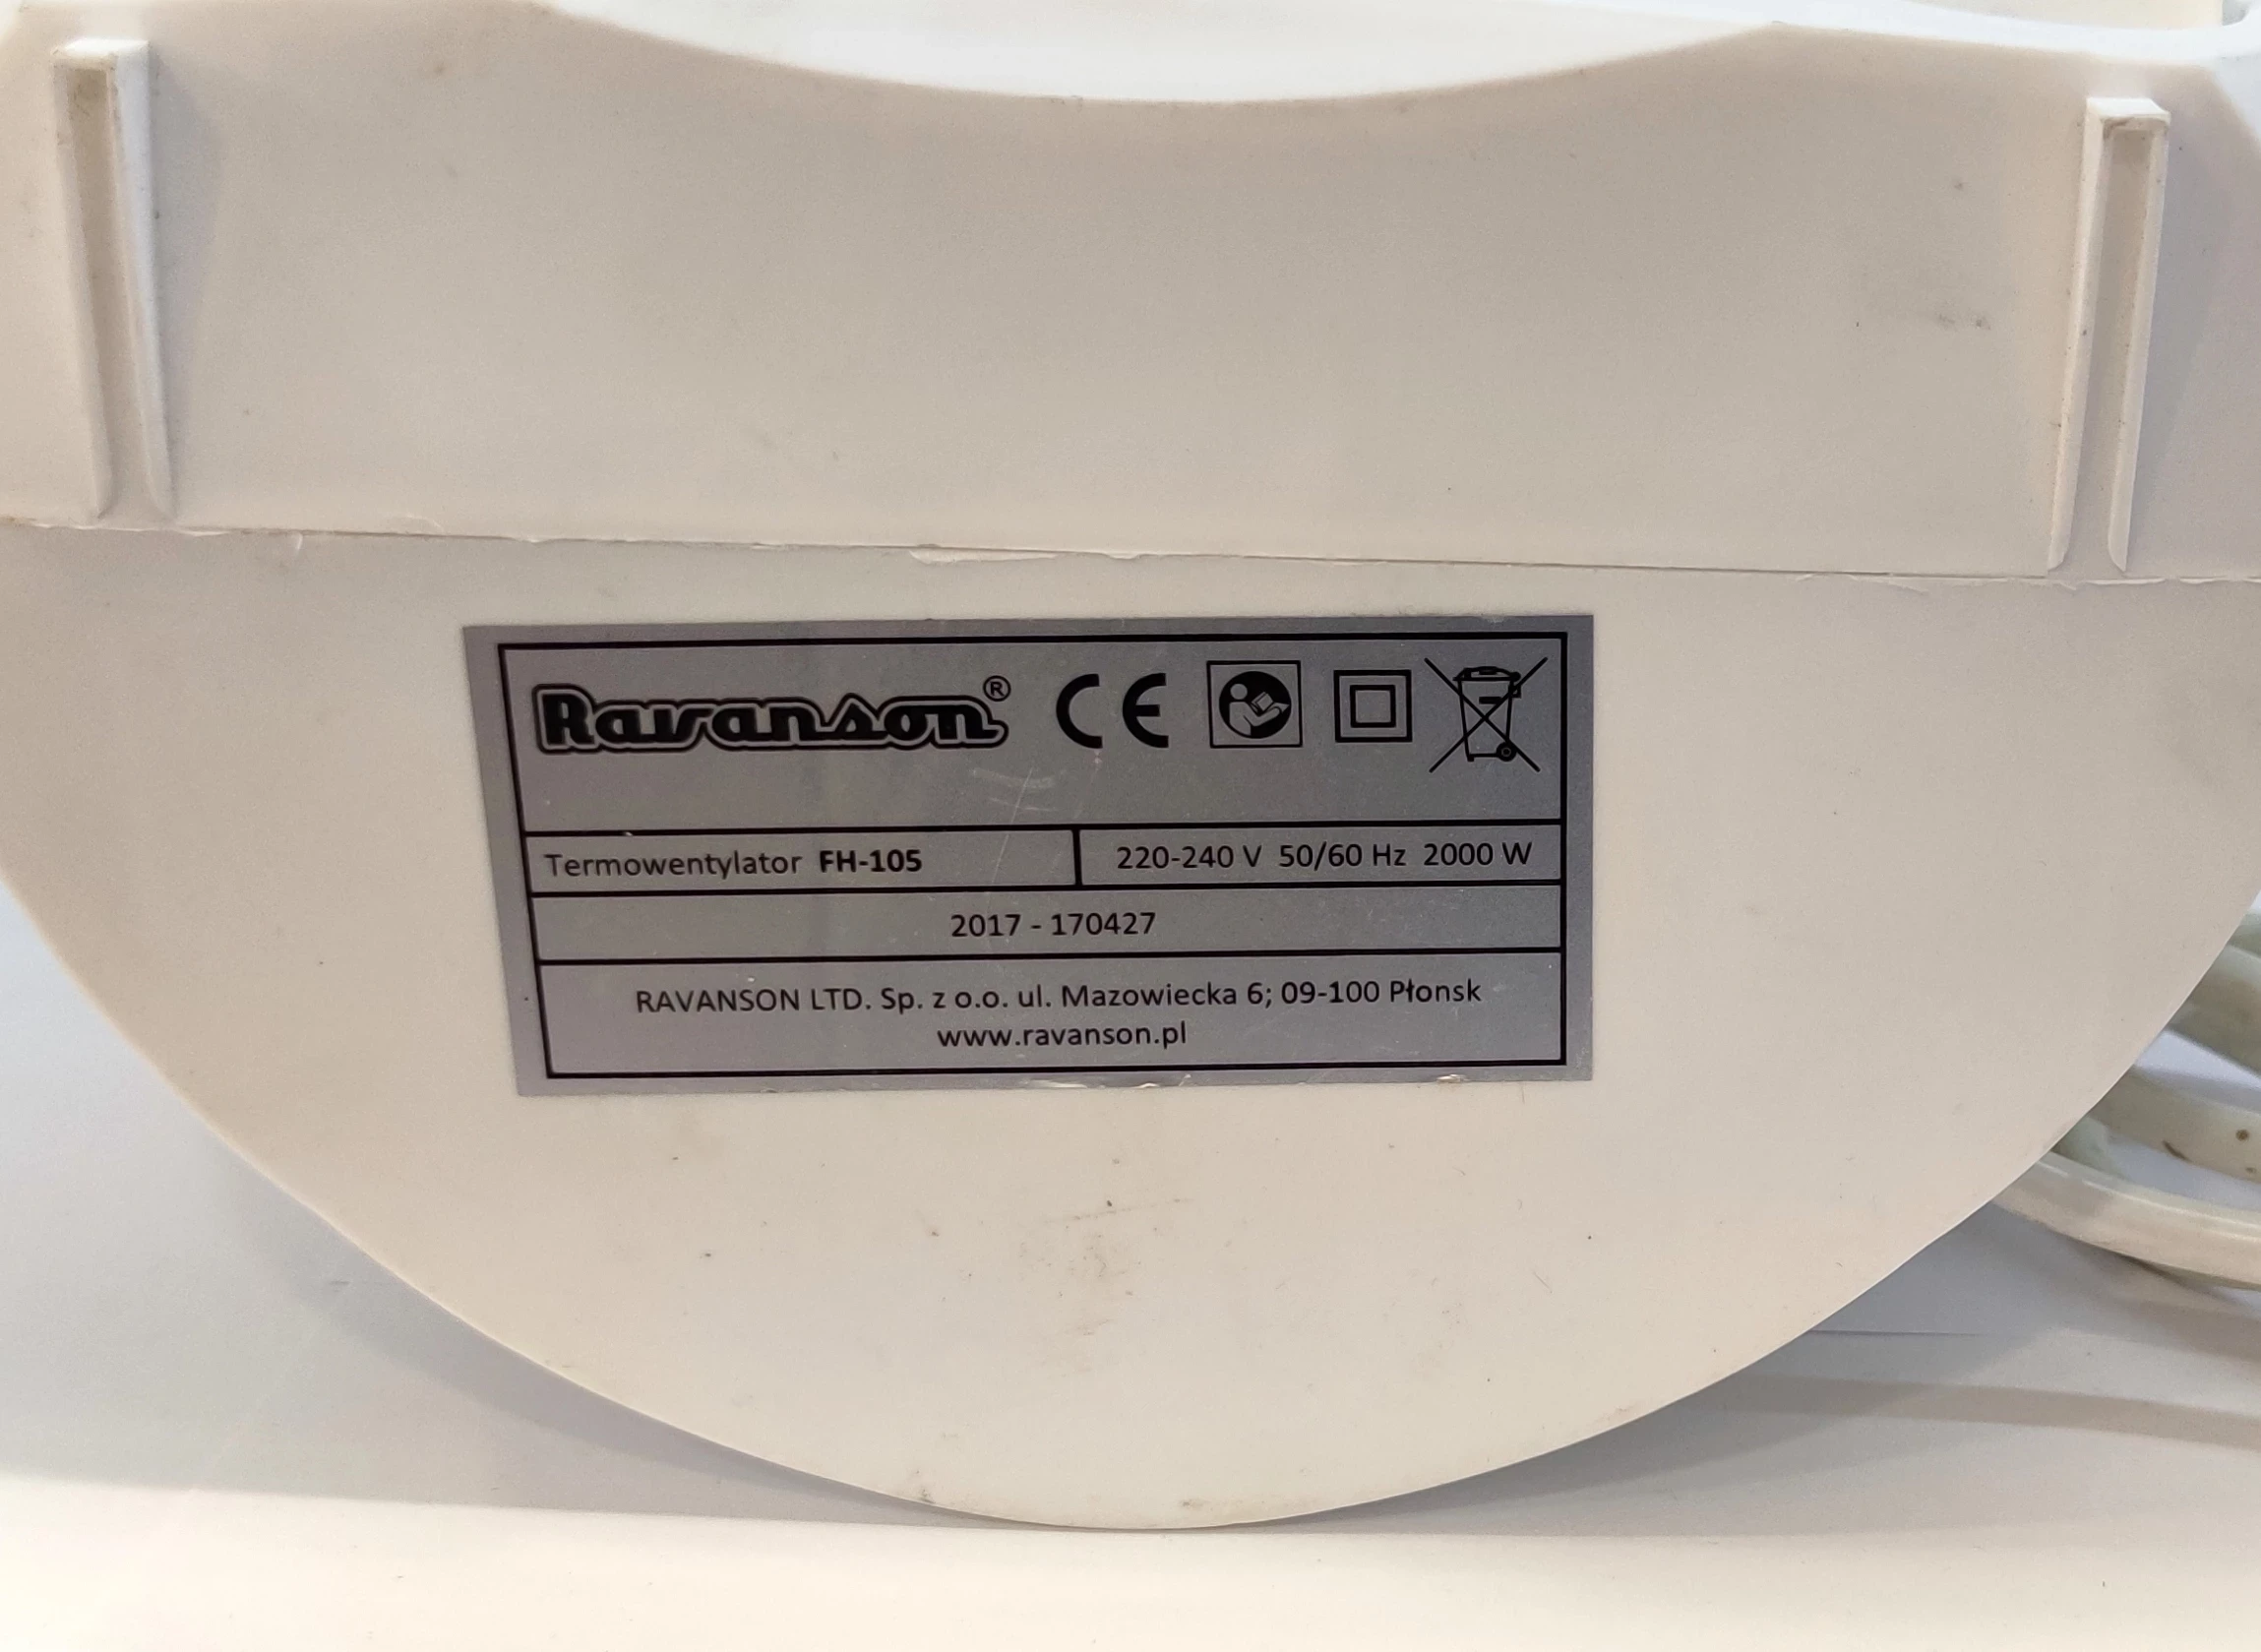 Ravanson® CE
Termowentylator FH-105
220-240 V 50/60 Hz 2000 W
2017 - 170427
RAVANSON LTD. Sp. z o.o. ul. Mazowiecka 6; 09-100 Płonsk
www.ravanson.pl